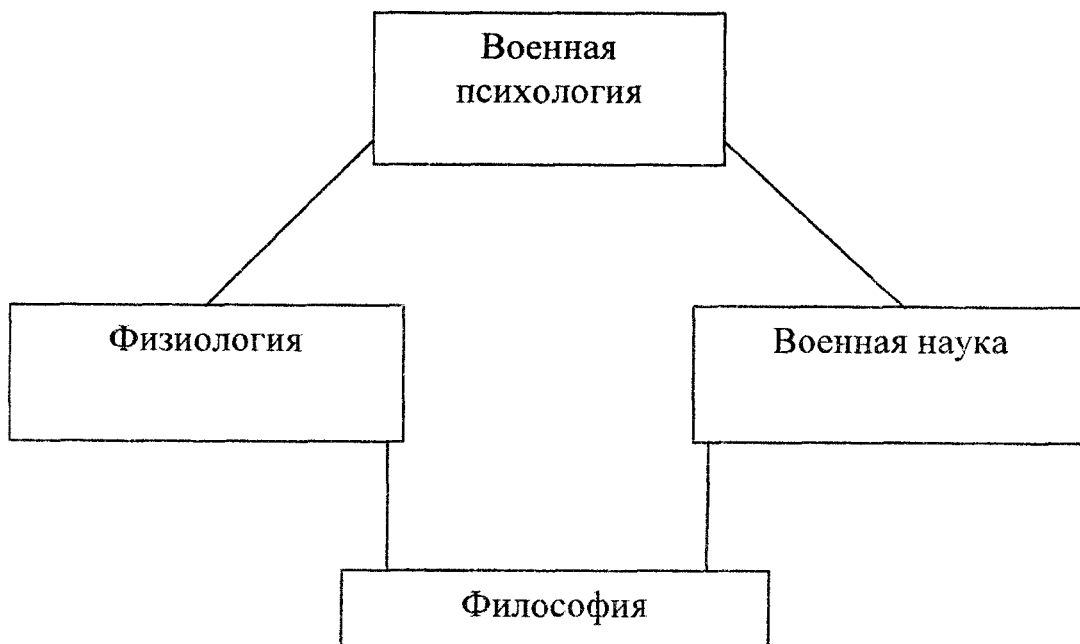 Военная
психология
Физиология
Военная наука
Философия